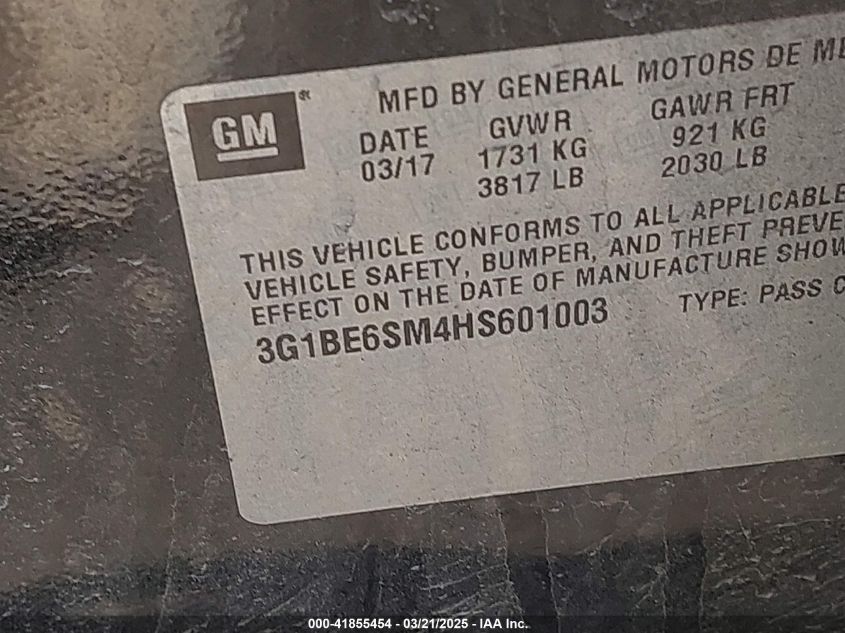 GM
MFD BY GENERAL MOTORS DE
DATE GVWR GAWR FRT
03/17 1731 KG 921 KG
3817 LB 2030 LB
THIS VEHICLE CONFORMS TO ALL APPLICABLE
VEHICLE SAFETY, BUMPER, AND THEFT PREVE
EFFECT ON THE DATE OF MANUFACTURE SHOW
3G1BE6SM4HS601003 TYPE: PASS C
000-41855454 - 03/21/2025 - IAA Inc.